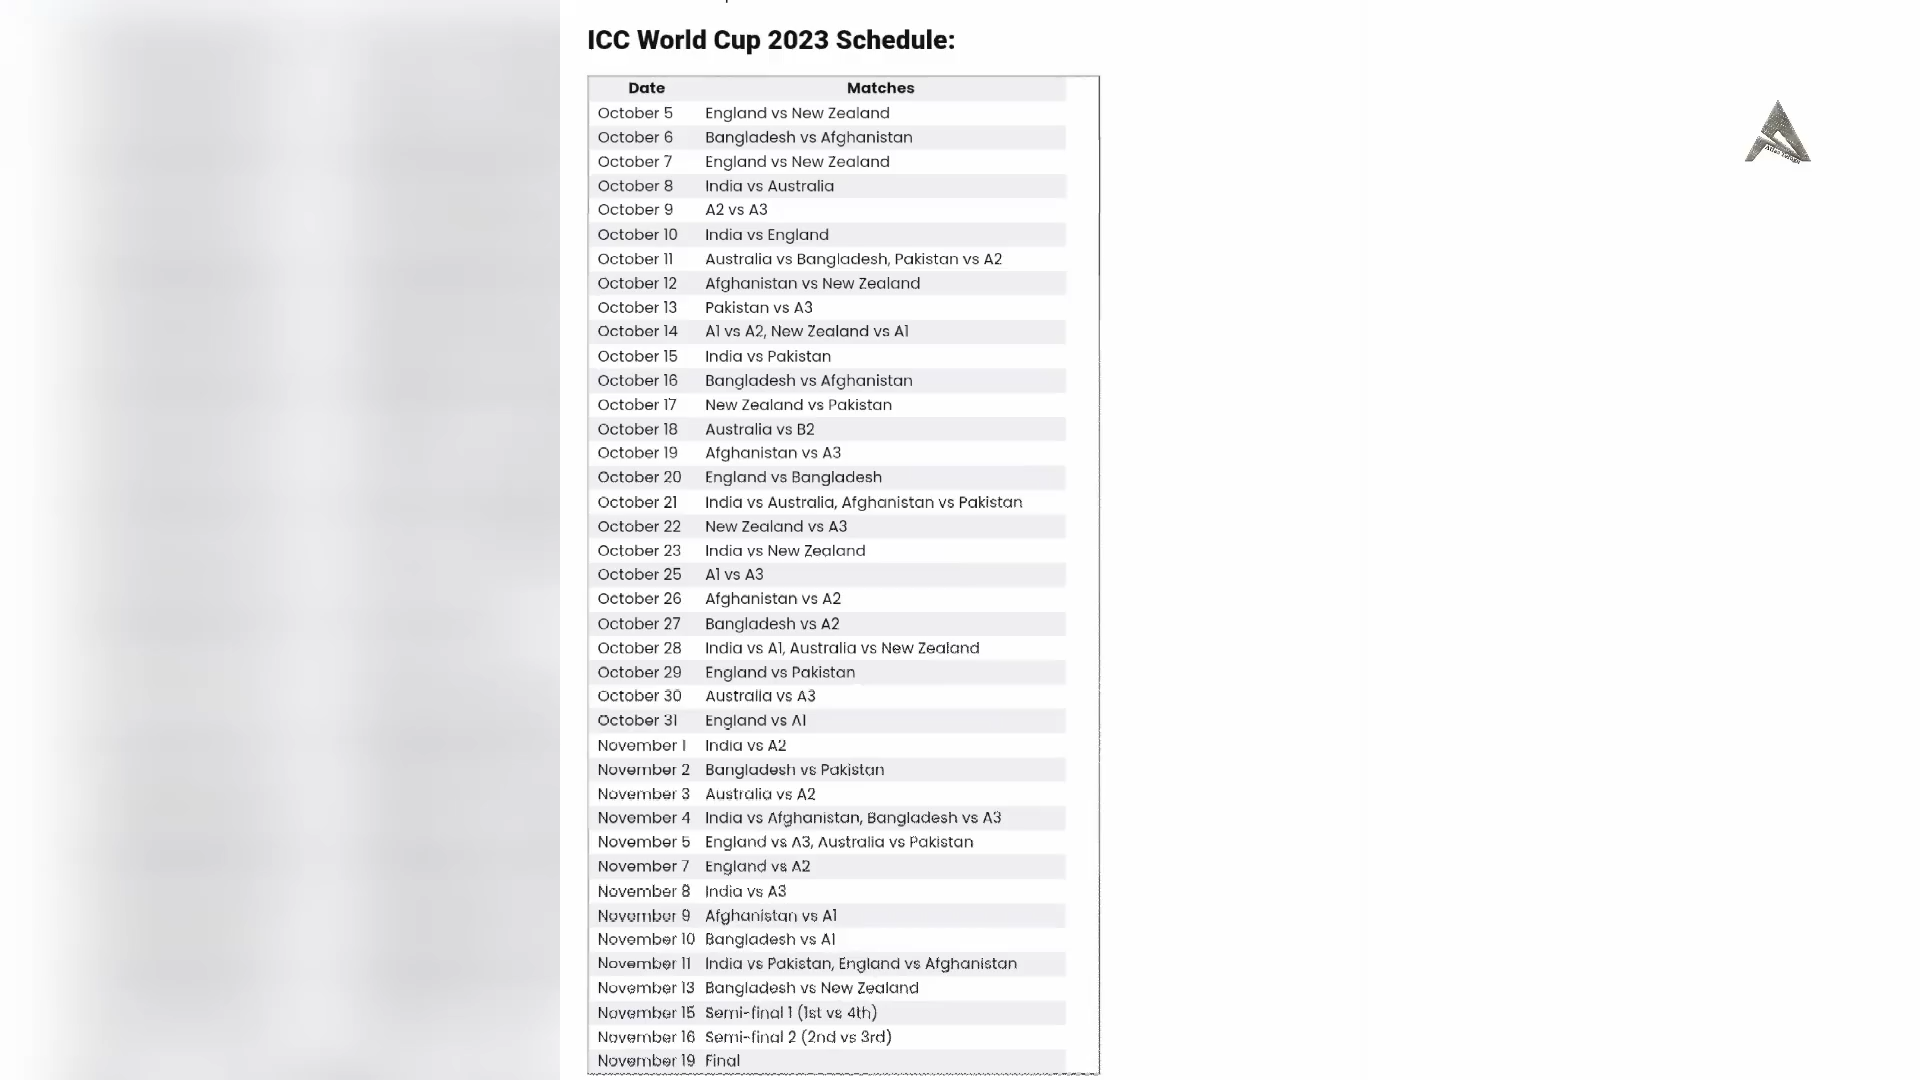 ICC World Cup 2023 Schedule:
Date Matches
October 5 England vs New Zealand
October 6 Bangladesh vs Afghanistan
October 7 England vs New Zealand
October 8 India vs Australia
October 9 A2 vs A3
October 10 India vs England
October 11 Australia vs Bangladesh, Pakistan vs A2
October 12 Afghanistan vs New Zealand
October 13 Pakistan vs A3
October 14 A1 vs A2, New Zealand vs A1
October 15 India vs Pakistan
October 16 Bangladesh vs Afghanistan
October 17 New Zealand vs Pakistan
October 18 Australia vs B2
October 19 Afghanistan vs A3
October 20 England vs Bangladesh
October 21 India vs Australia, Afghanistan vs Pakistan
October 22 New Zealand vs A3
October 23 India vs New Zealand
October 25 A1 vs A3
October 26 Afghanistan vs A2
October 27 Bangladesh vs A2
October 28 India vs A1, Australia vs New Zealand
October 29 England vs Pakistan
October 30 Australia vs A3
October 31 England vs A1
November 1 India vs A2
November 2 Bangladesh vs Pakistan
November 3 Australia vs A2
November 4 India vs Afghanistan, Bangladesh vs A3
November 5 England vs A3, Australia vs Pakistan
November 7 England vs A2
November 8 India vs A3
November 9 Afghanistan vs A1
November 10 Bangladesh vs A1
November 11 India vs Pakistan, England vs Afghanistan
November 13 Bangladesh vs New Zealand
November 15 Semi-final 1 (1st vs 4th)
November 16 Semi-final 2 (2nd vs 3rd)
November 19 Final